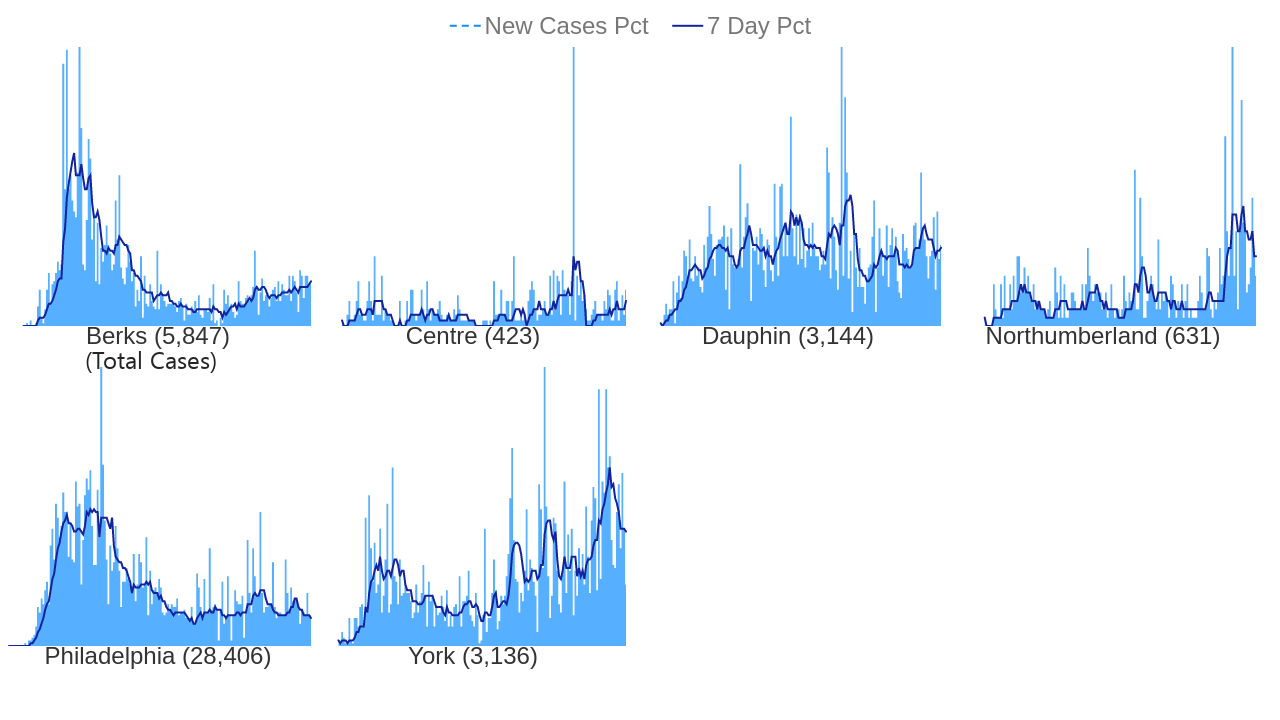 New Cases Pct 7 Day Pct
Berks (5,847) Centre (423) Dauphin (3,144) Northumberland (631)
(Total Cases)
Philadelphia (28,406) York (3,136)